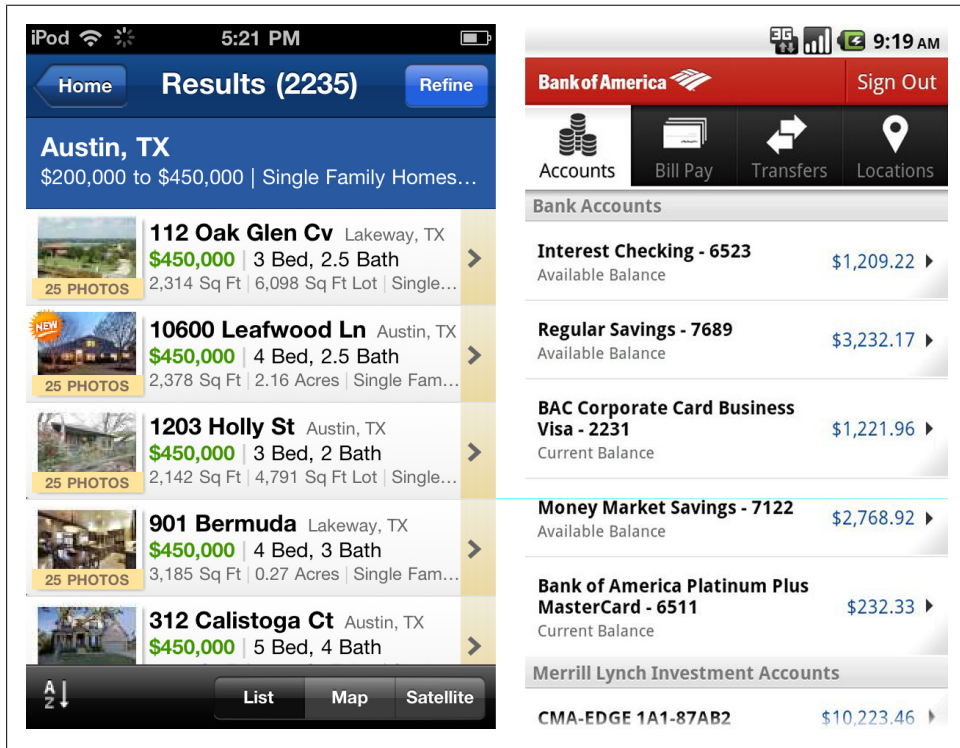 iPod 5:21 PM
Home Results (2235) Refine
Austin, TX
$200,000 to $450,000 | Single Family Homes...
112 Oak Glen Cv Lakeway, TX
$450,000 | 3 Bed, 2.5 Bath
2,314 Sq Ft | 6,098 Sq Ft Lot | Single...
25 PHOTOS
NEW
10600 Leafwood Ln Austin, TX
$450,000 | 4 Bed, 2.5 Bath
2,378 Sq Ft | 2.16 Acres | Single Fam...
25 PHOTOS
1203 Holly St Austin, TX
$450,000 | 3 Bed, 2 Bath
2,142 Sq Ft | 4,791 Sq Ft Lot | Single...
25 PHOTOS
901 Bermuda Lakeway, TX
$450,000 | 4 Bed, 3 Bath
3,185 Sq Ft | 0.27 Acres | Single Fam...
25 PHOTOS
312 Calistoga Ct Austin, TX
$450,000 | 5 Bed, 4 Bath
A
Z
List Map Satellite
3G 9:19 AM
Bank of America Sign Out
Accounts Bill Pay Transfers Locations
Bank Accounts
Interest Checking - 6523
Available Balance
$1,209.22
Regular Savings - 7689
Available Balance
$3,232.17
BAC Corporate Card Business
Visa - 2231
Current Balance
$1,221.96
Money Market Savings - 7122
Available Balance
$2,768.92
Bank of America Platinum Plus
MasterCard - 6511
Current Balance
$232.33
Merrill Lynch Investment Accounts
CMA-EDGE 1A1-87AB2 $10,223.46